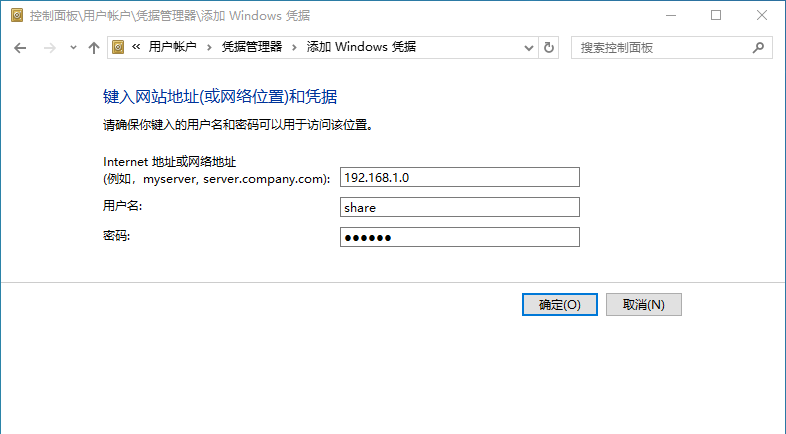 控制面板\用户帐户\凭据管理器\添加 Windows 凭据
« 用户帐户 › 凭据管理器 › 添加 Windows 凭据
搜索控制面板
键入网站地址(或网络位置)和凭据
请确保你键入的用户名和密码可以用于访问该位置。
Internet 地址或网络地址
(例如，myserver, server.company.com): 192.168.1.0
用户名: share
密码: ●●●●●●
确定(O) 取消(N)